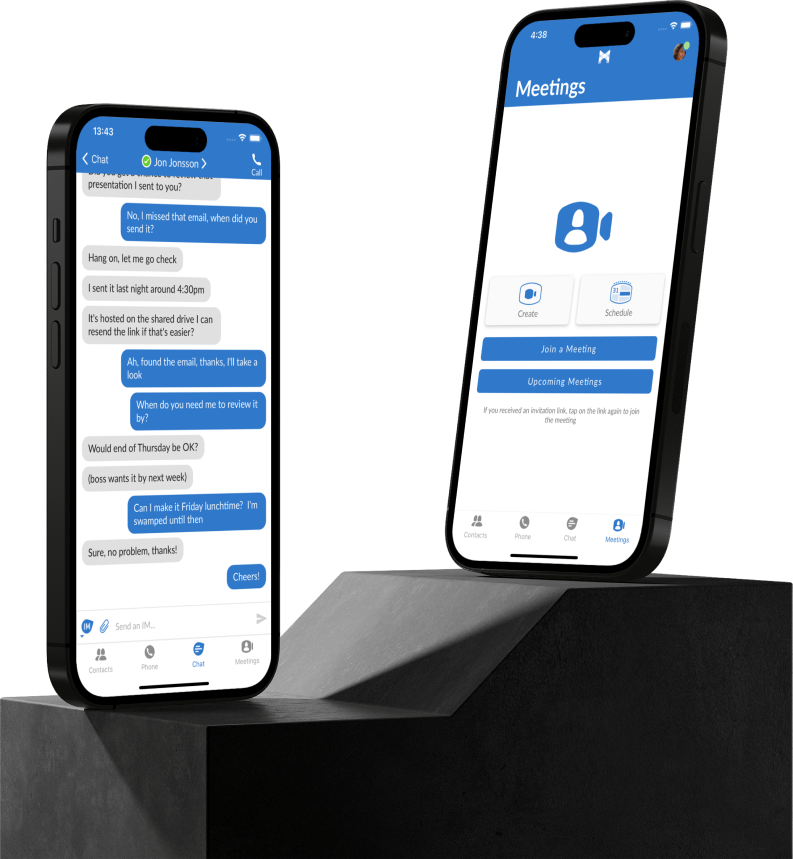 13:43
Chat
Jon Jonsson
Call
presentation I sent to you?
No, I missed that email, when did you
send it?
Hang on, let me go check
I sent it last night around 4:30pm
It's hosted on the shared drive I can
resend the link if that's easier?
Ah, found the email, thanks, I'll take a
look
When do you need me to review it
by?
Would end of Thursday be OK?
(boss wants it by next week)
Can I make it Friday lunchtime? I'm
swamped until then
Sure, no problem, thanks!
Cheers!
IM
Send an IM...
Contacts
Phone
Chat
Meetings
4:38
Meetings
Create
31
Schedule
Join a Meeting
Upcoming Meetings
If you received an invitation link, tap on the link again to join
the meeting
Contacts
Phone
Chat
Meetings